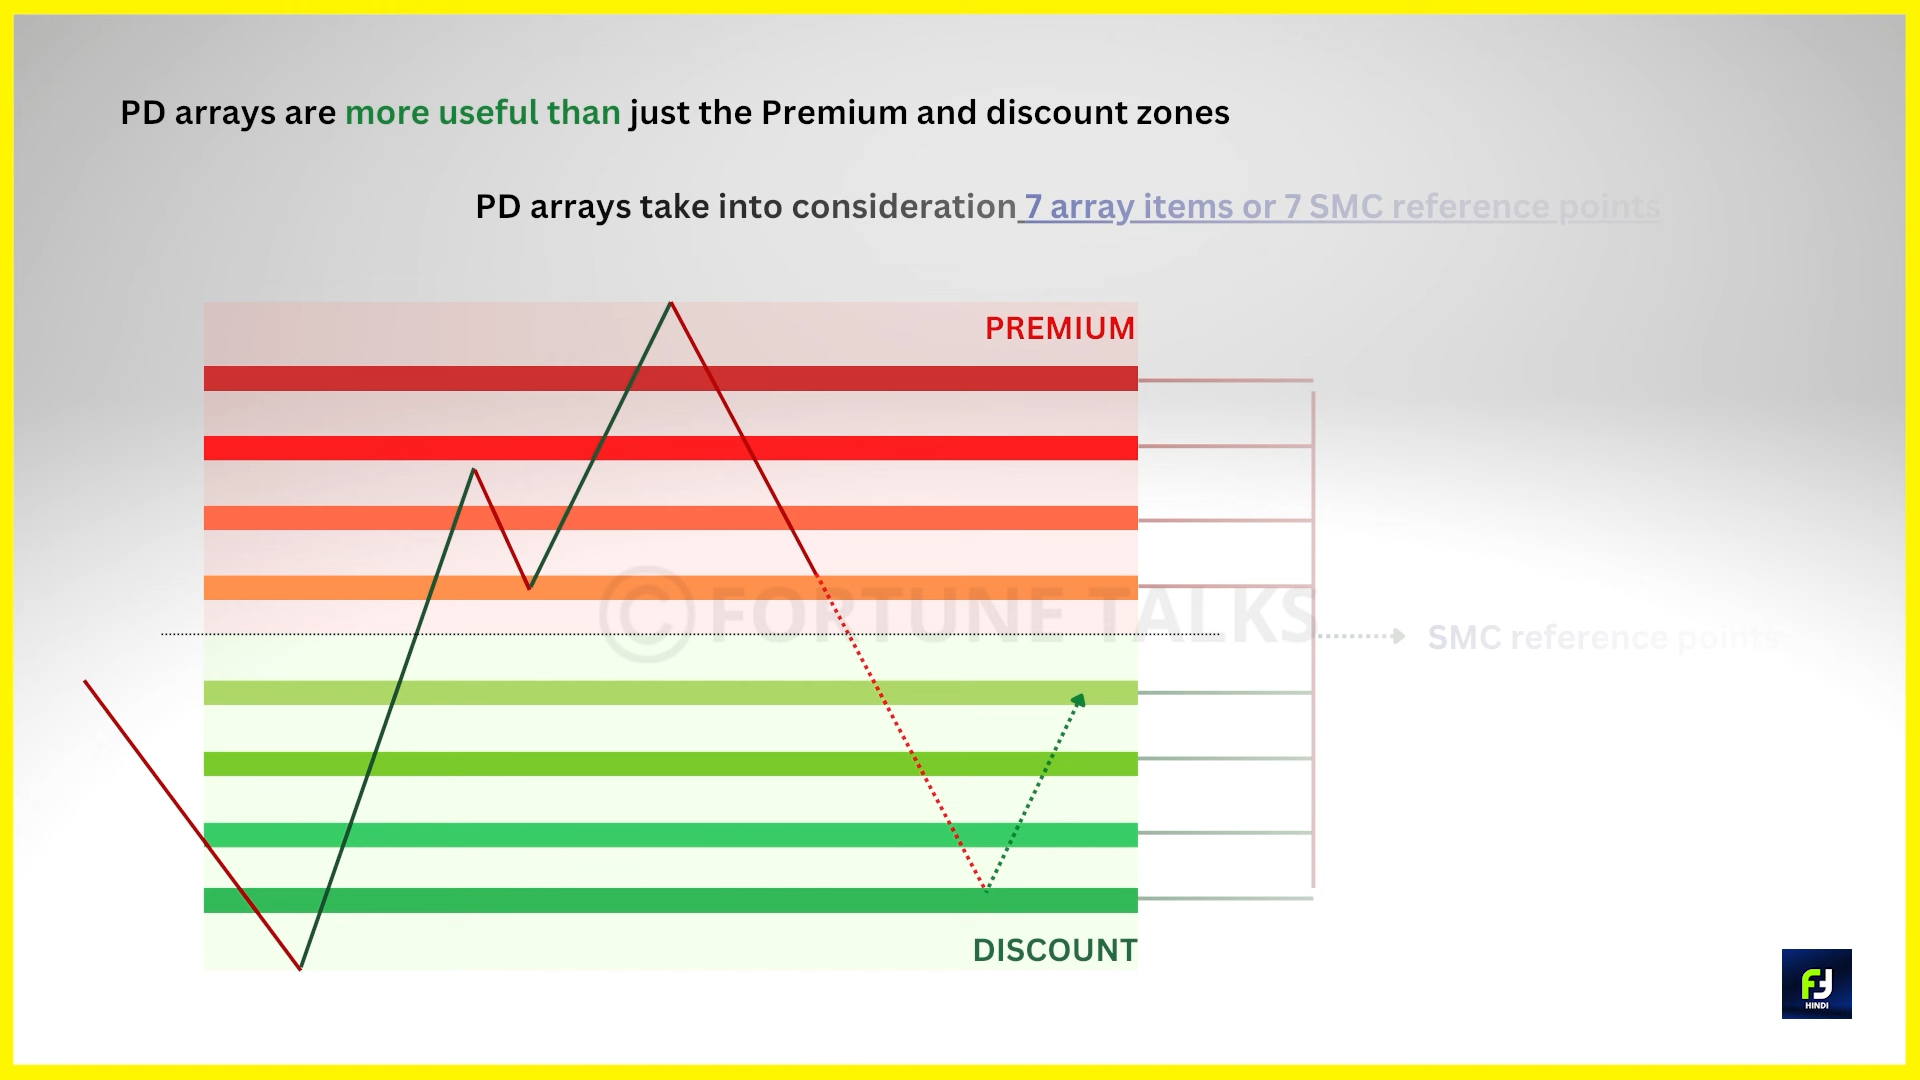 PD arrays are more useful than just the Premium and discount zones
PD arrays take into consideration 7 array items or 7 SMC reference points
PREMIUM
© FORTUNE TALKS
SMC reference points
DISCOUNT
HINDI